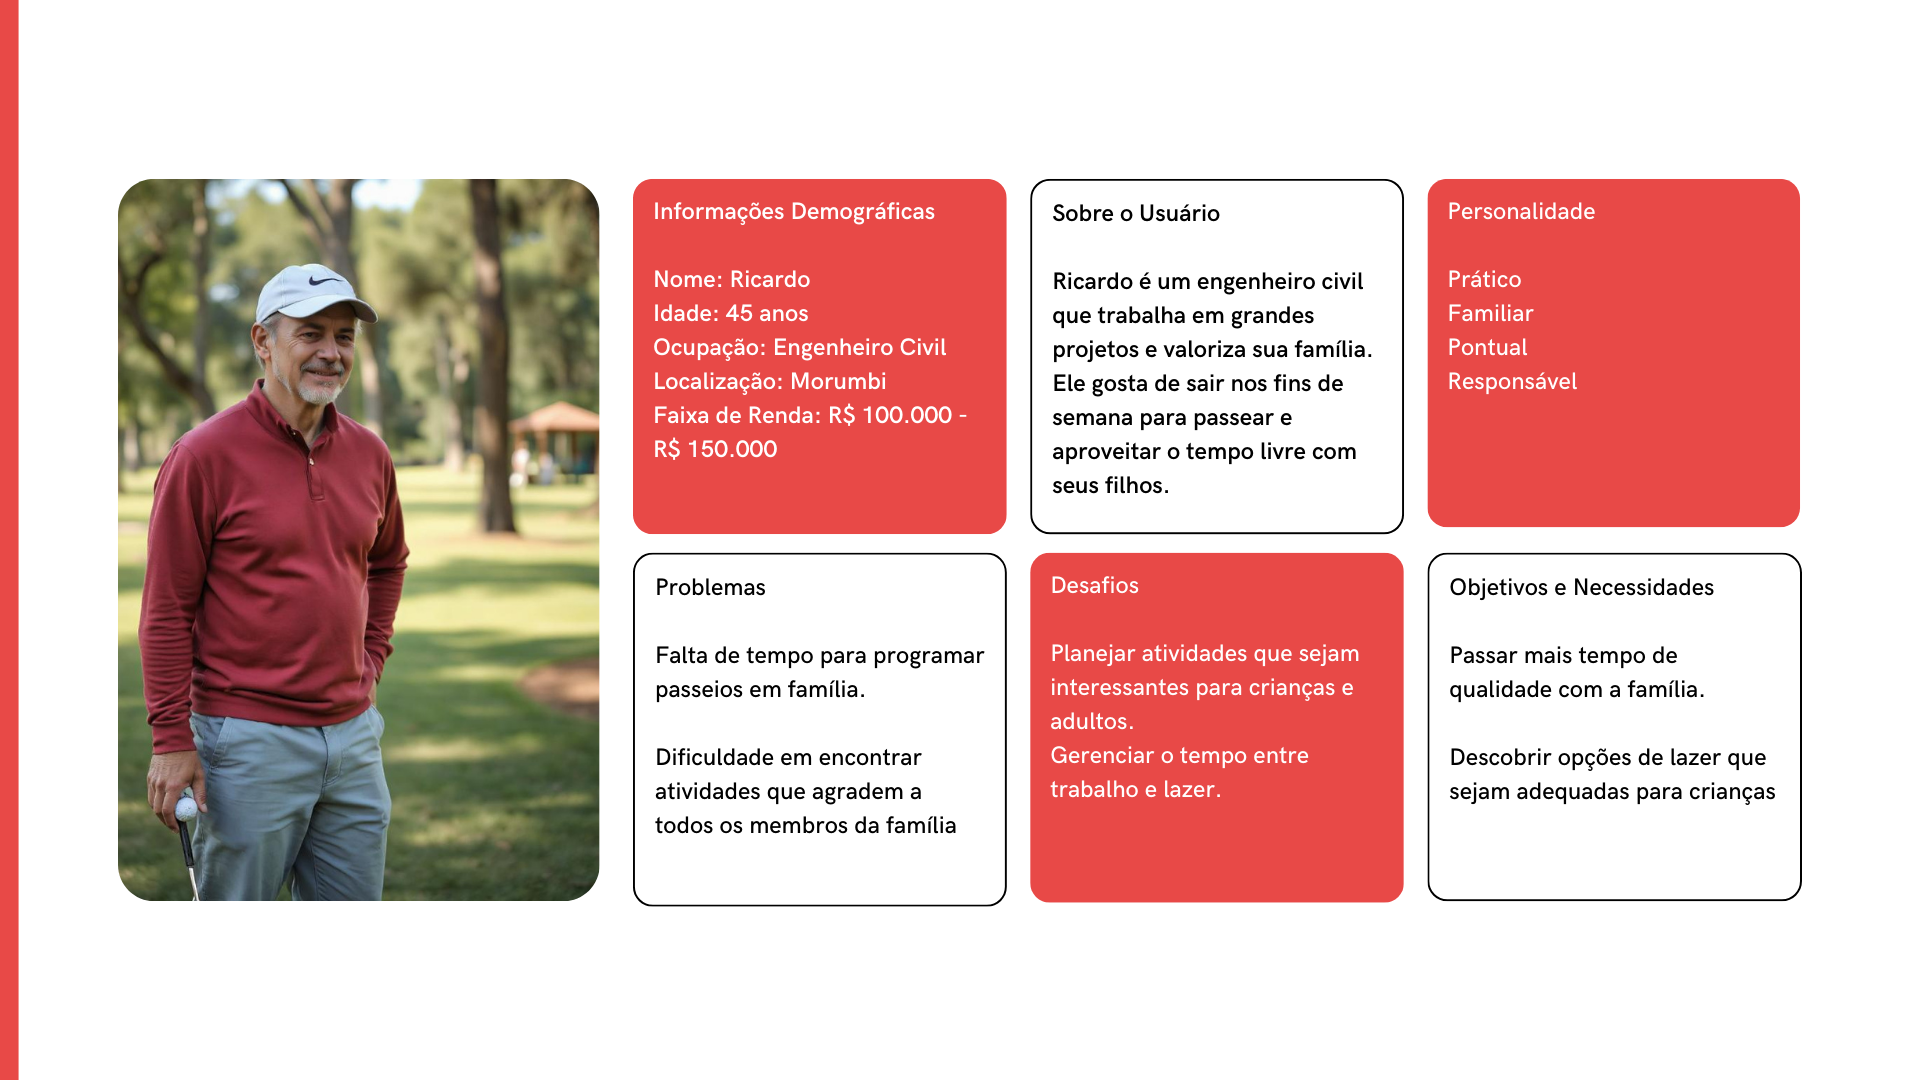 Informações Demográficas
Nome: Ricardo
Idade: 45 anos
Ocupação: Engenheiro Civil
Localização: Morumbi
Faixa de Renda: R$ 100.000 -
R$ 150.000
Sobre o Usuário
Ricardo é um engenheiro civil
que trabalha em grandes
projetos e valoriza sua família.
Ele gosta de sair nos fins de
semana para passear e
aproveitar o tempo livre com
seus filhos.
Personalidade
Prático
Familiar
Pontual
Responsável
Problemas
Falta de tempo para programar
passeios em família.
Dificuldade em encontrar
atividades que agradem a
todos os membros da família
Desafios
Planejar atividades que sejam
interessantes para crianças e
adultos.
Gerenciar o tempo entre
trabalho e lazer.
Objetivos e Necessidades
Passar mais tempo de
qualidade com a família.
Descobrir opções de lazer que
sejam adequadas para crianças